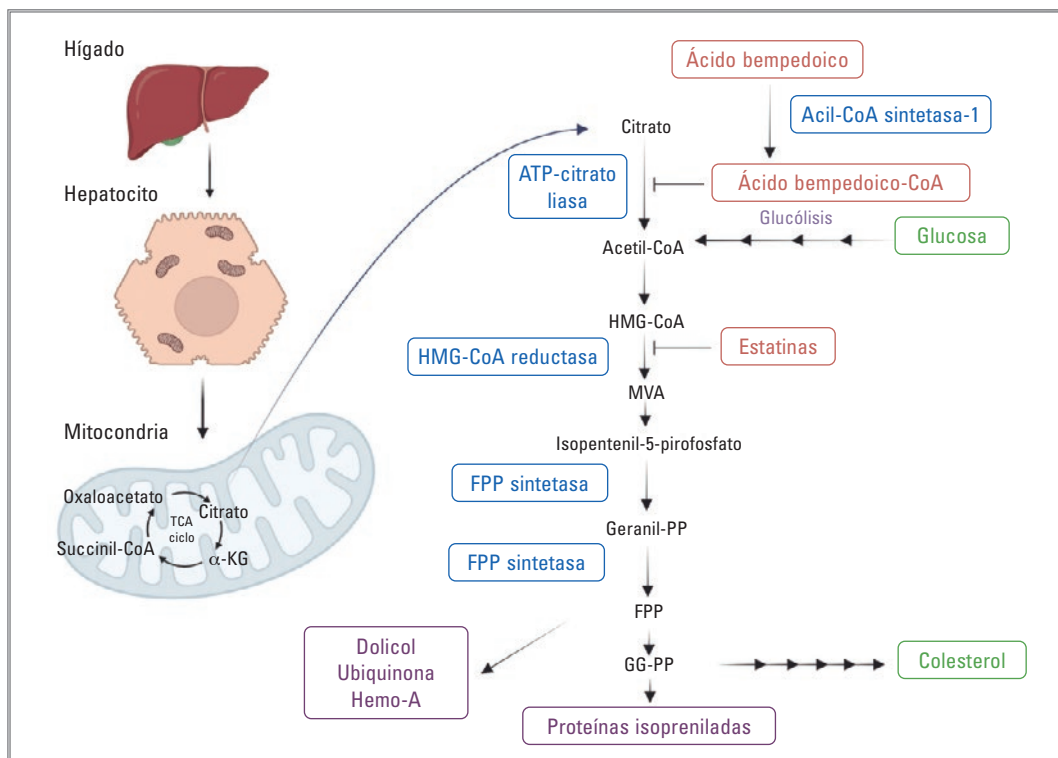 Hígado
Hepatocito
Mitocondria
Oxaloacetato
Citrato
TCA
ciclo
Succinil-CoA
α-KG
Ácido bempedoico
Acil-CoA sintetasa-1
Citrato
ATP-citrato
liasa
Ácido bempedoico-CoA
Glucólisis
Glucosa
Acetil-CoA
HMG-CoA
HMG-CoA reductasa
Estatinas
MVA
Isopentenil-5-pirofosfato
FPP sintetasa
Geranil-PP
FPP sintetasa
FPP
Dolicol
Ubiquinona
Hemo-A
GG-PP
Colesterol
Proteínas isopreniladas